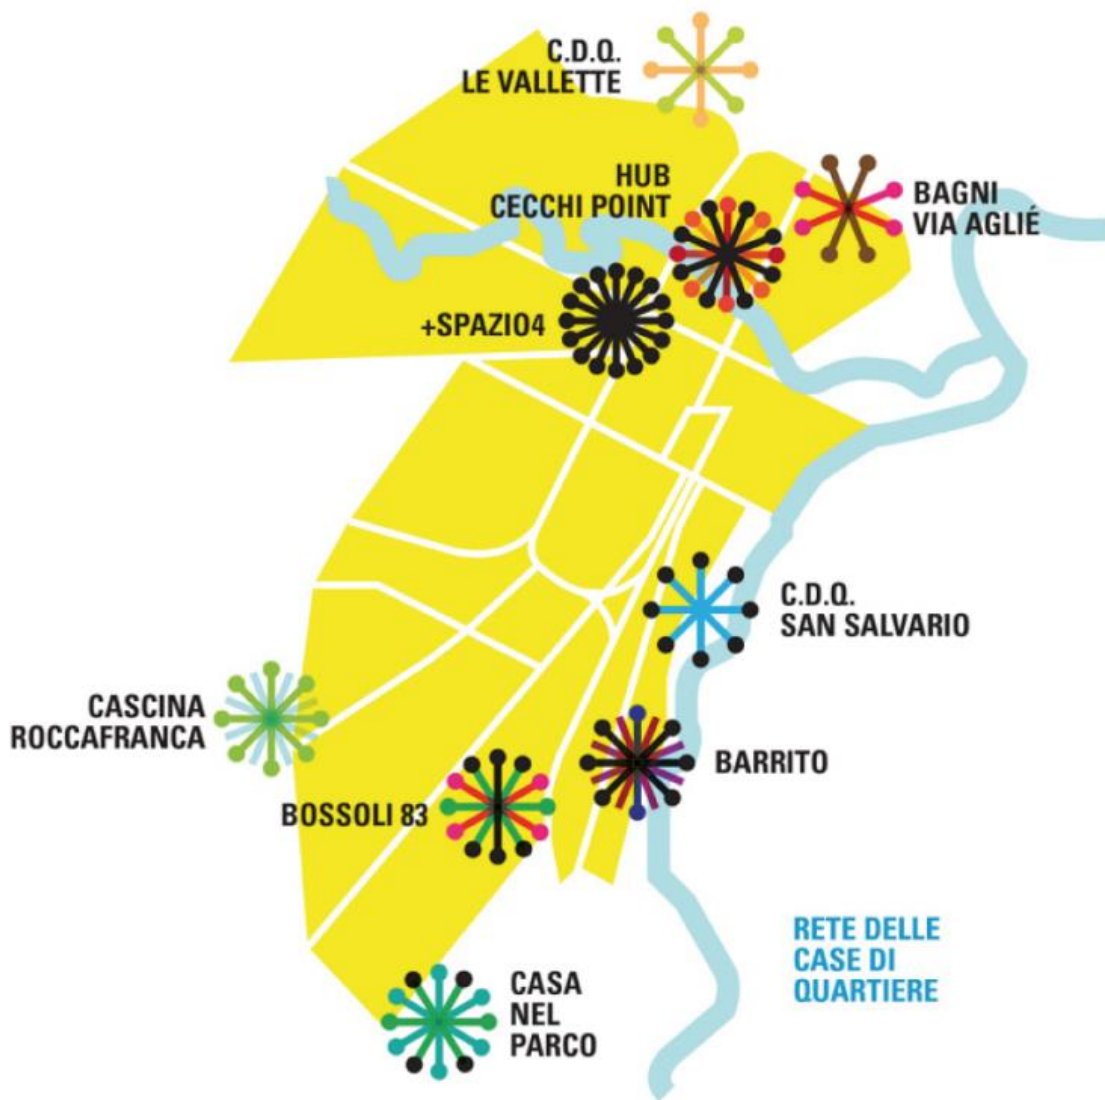 C.D.Q.
LE VALLETTE
HUB
CECCHI POINT
BAGNI
VIA AGLIÉ
+SPAZIO4
C.D.Q.
SAN SALVARIO
CASCINA
ROCCAFRANCA
BARRITO
BOSSOLI 83
RETE DELLE
CASE DI
QUARTIERE
CASA
NEL
PARCO